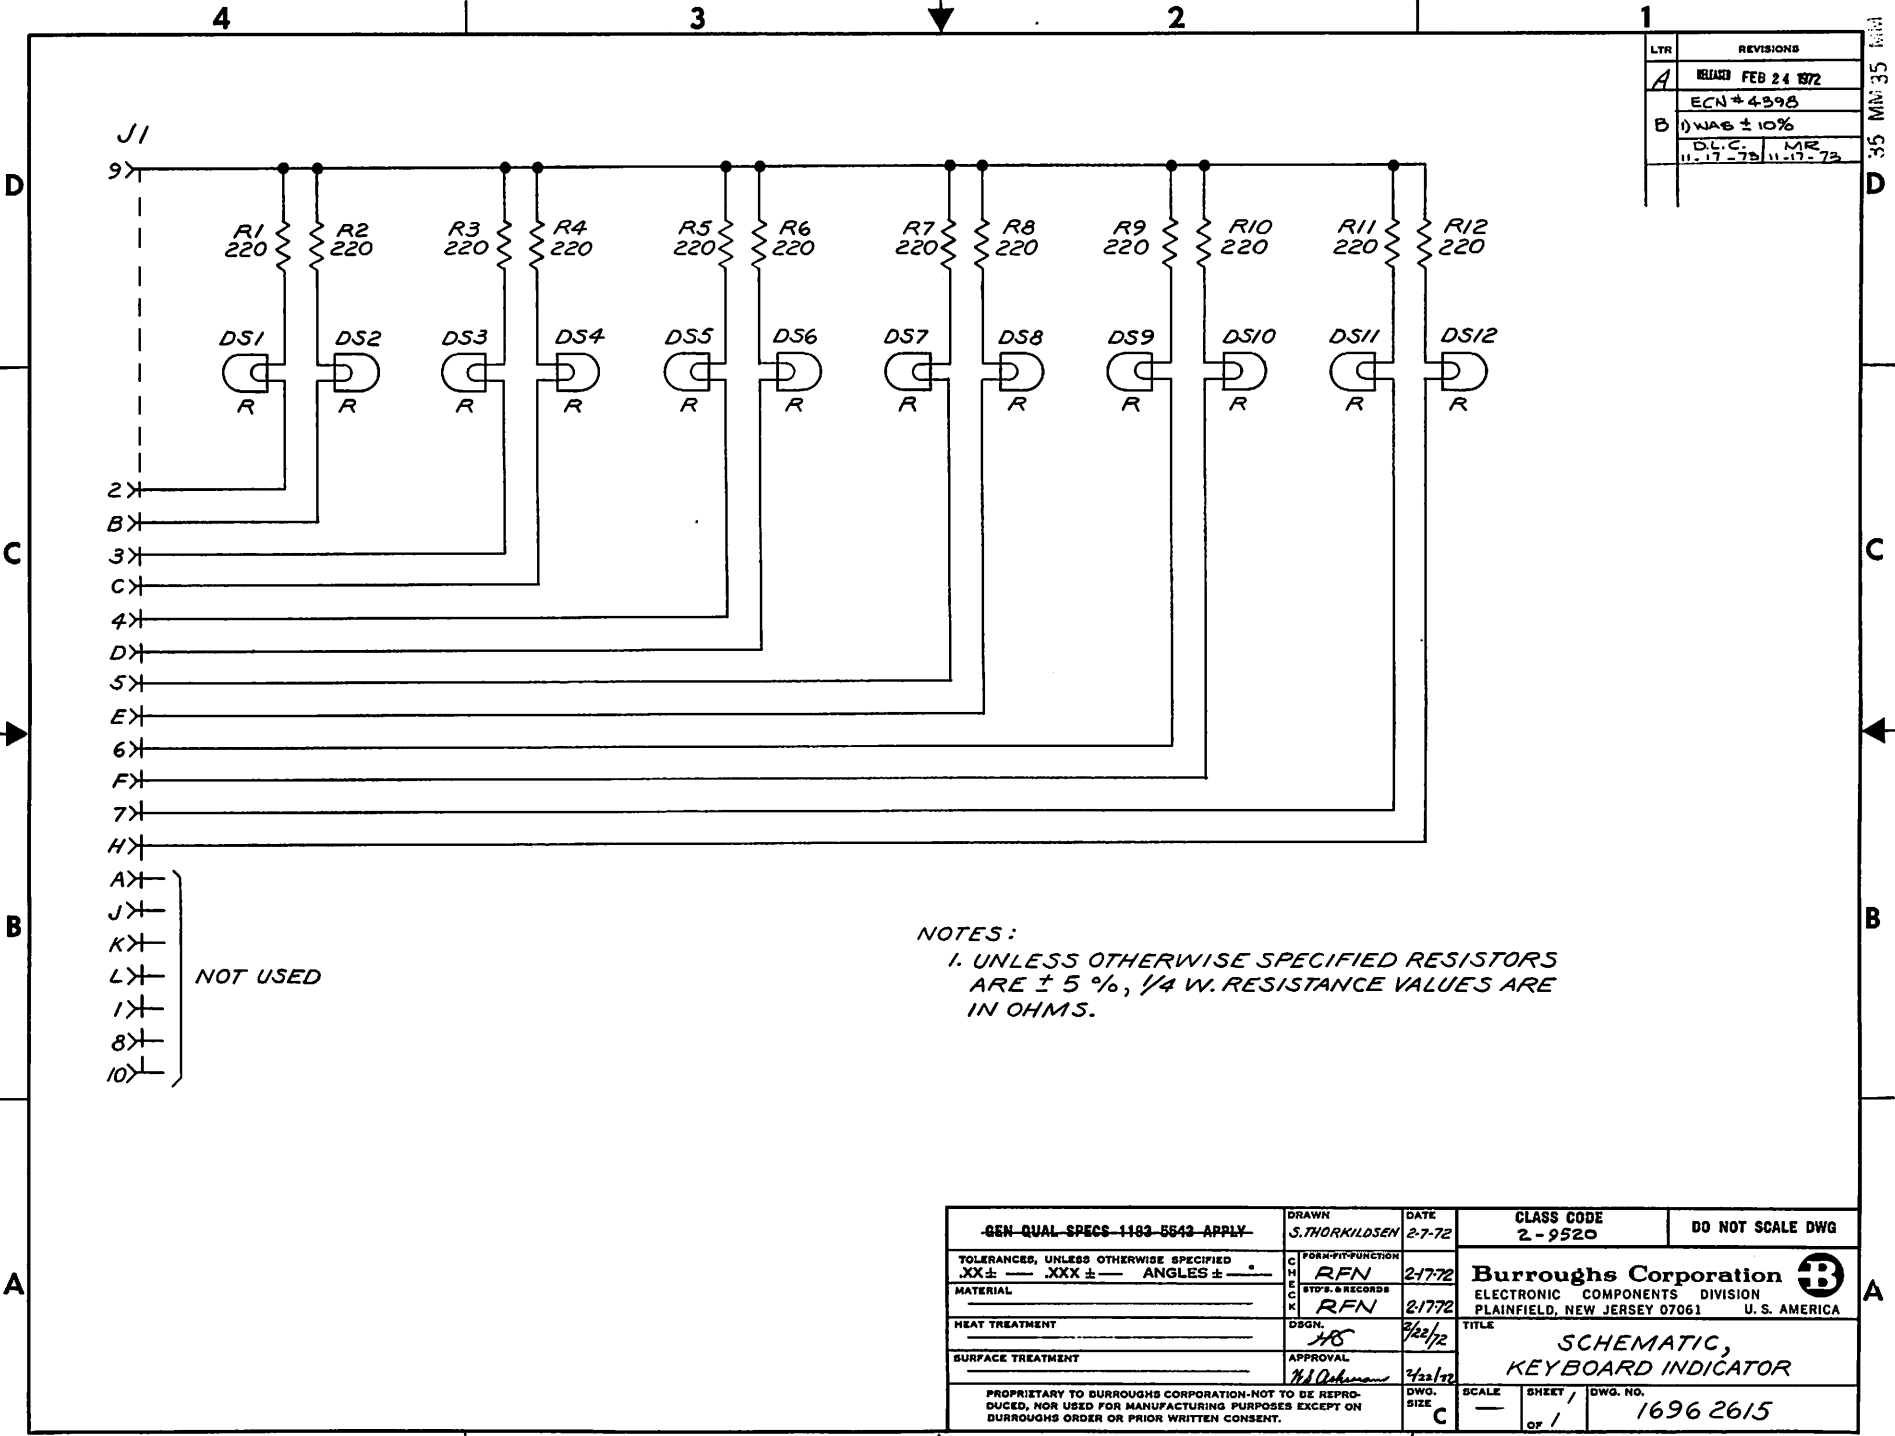 4 3 2 1
35 MM 35 MM
LTR REVISIONS
A RELEASED FEB 24 1972
ECN # 4398
B 1) WAS ± 10%
D.L.C. MR
11-17-73 11-17-73
D D
J1
9
R1 R2 R3 R4 R5 R6 R7 R8 R9 R10 R11 R12
220 220 220 220 220 220 220 220 220 220 220 220
DS1 DS2 DS3 DS4 DS5 DS6 DS7 DS8 DS9 DS10 DS11 DS12
R R R R R R R R R R R R
2
B
3
C C
C
4
D
5
E
6
F
7
H
A
J
B B
K
L
1
8
10
NOT USED
NOTES:
1. UNLESS OTHERWISE SPECIFIED RESISTORS
ARE ± 5 %, 1/4 W. RESISTANCE VALUES ARE
IN OHMS.
A A
GEN QUAL SPECS 1183 5543 APPLY
TOLERANCES, UNLESS OTHERWISE SPECIFIED
.XX ± — .XXX ± — ANGLES ± —
MATERIAL
HEAT TREATMENT
SURFACE TREATMENT
PROPRIETARY TO BURROUGHS CORPORATION-NOT TO BE REPRO-
DUCED, NOR USED FOR MANUFACTURING PURPOSES EXCEPT ON
BURROUGHS ORDER OR PRIOR WRITTEN CONSENT.
DRAWN DATE
S. THORKILDSEN 2-7-72
CHECK
FORM-FIT-FUNCTION
RFN 2-17-72
STD'S. & RECORDS
RFN 2-17-72
DSGN.
2/22/72
APPROVAL
2/22/72
DWG. SIZE C
CLASS CODE
2-9520
DO NOT SCALE DWG
Burroughs Corporation B
ELECTRONIC COMPONENTS DIVISION
PLAINFIELD, NEW JERSEY 07061 U.S. AMERICA
TITLE
SCHEMATIC,
KEYBOARD INDICATOR
SCALE —
SHEET 1
OF 1
DWG. NO.
1696 2615